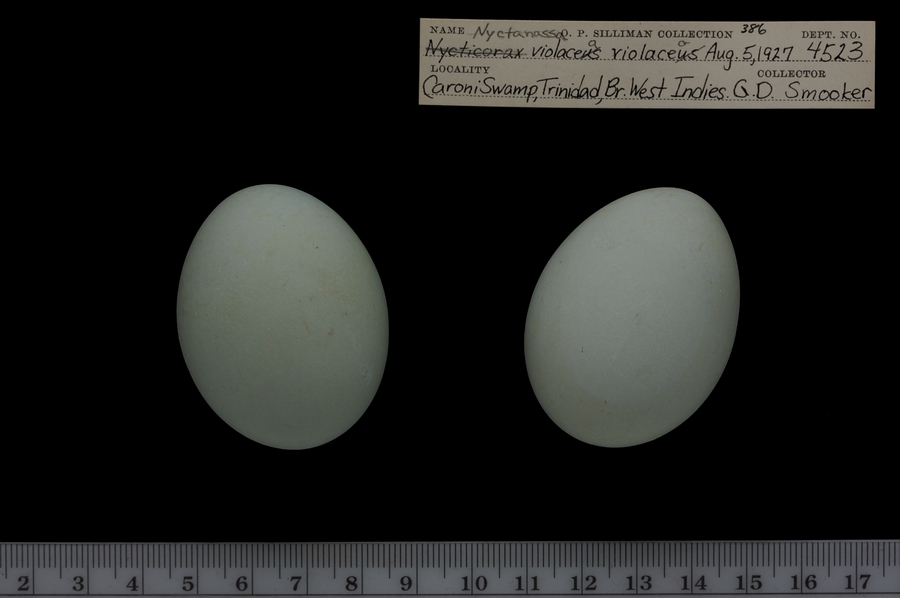 386
NAME Nyctanassa O. P. SILLIMAN COLLECTION DEPT. NO.
a a
Nycticorax violaceus violaceus Aug. 5, 1927 4523
LOCALITY COLLECTOR
Caroni Swamp, Trinidad, Br. West Indies. G. D. Smooker
2 3 4 5 6 7 8 9 10 11 12 13 14 15 16 17